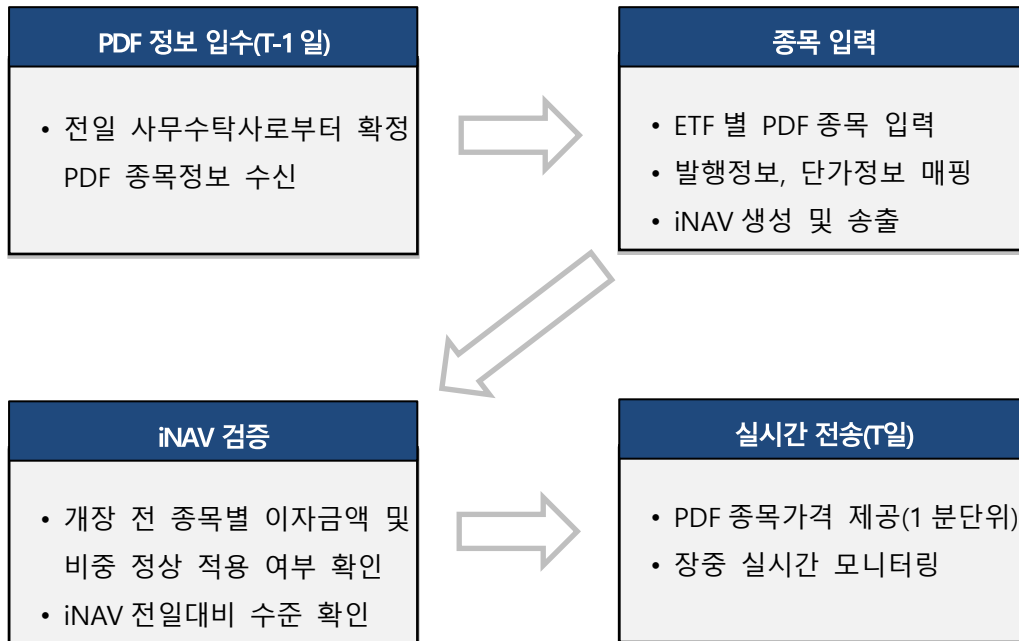 PDF 정보 입수(T-1 일)
• 전일 사무수탁사로부터 확정
PDF 종목정보 수신
종목 입력
• ETF 별 PDF 종목 입력
• 발행정보, 단가정보 매핑
• iNAV 생성 및 송출
iNAV 검증
• 개장 전 종목별 이자금액 및
비중 정상 적용 여부 확인
• iNAV 전일대비 수준 확인
실시간 전송(T일)
• PDF 종목가격 제공(1 분단위)
• 장중 실시간 모니터링